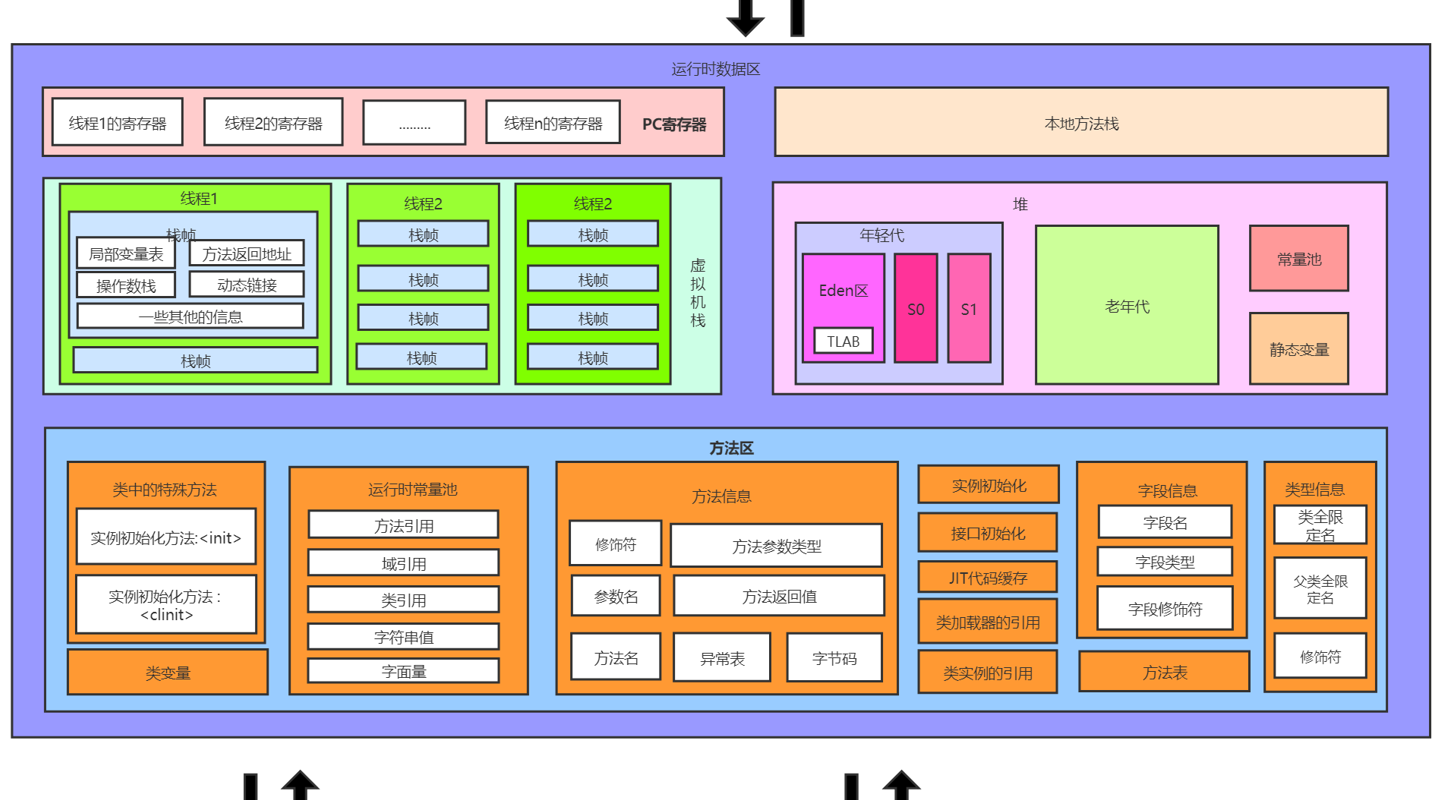 运行时数据区
线程1的寄存器
线程2的寄存器
.........
线程n的寄存器
PC寄存器
本地方法栈
线程1
栈帧
局部变量表
方法返回地址
操作数栈
动态链接
一些其他的信息
栈帧
线程2
栈帧
栈帧
栈帧
栈帧
线程2
栈帧
栈帧
栈帧
栈帧
虚
拟
机
栈
堆
年轻代
Eden区
TLAB
S0
S1
老年代
常量池
静态变量
方法区
类中的特殊方法
实例初始化方法:<init>
实例初始化方法：
<clinit>
类变量
运行时常量池
方法引用
域引用
类引用
字符串值
字面量
方法信息
修饰符
方法参数类型
参数名
方法返回值
方法名
异常表
字节码
实例初始化
接口初始化
JIT代码缓存
类加载器的引用
类实例的引用
字段信息
字段名
字段类型
字段修饰符
方法表
类型信息
类全限
定名
父类全限
定名
修饰符